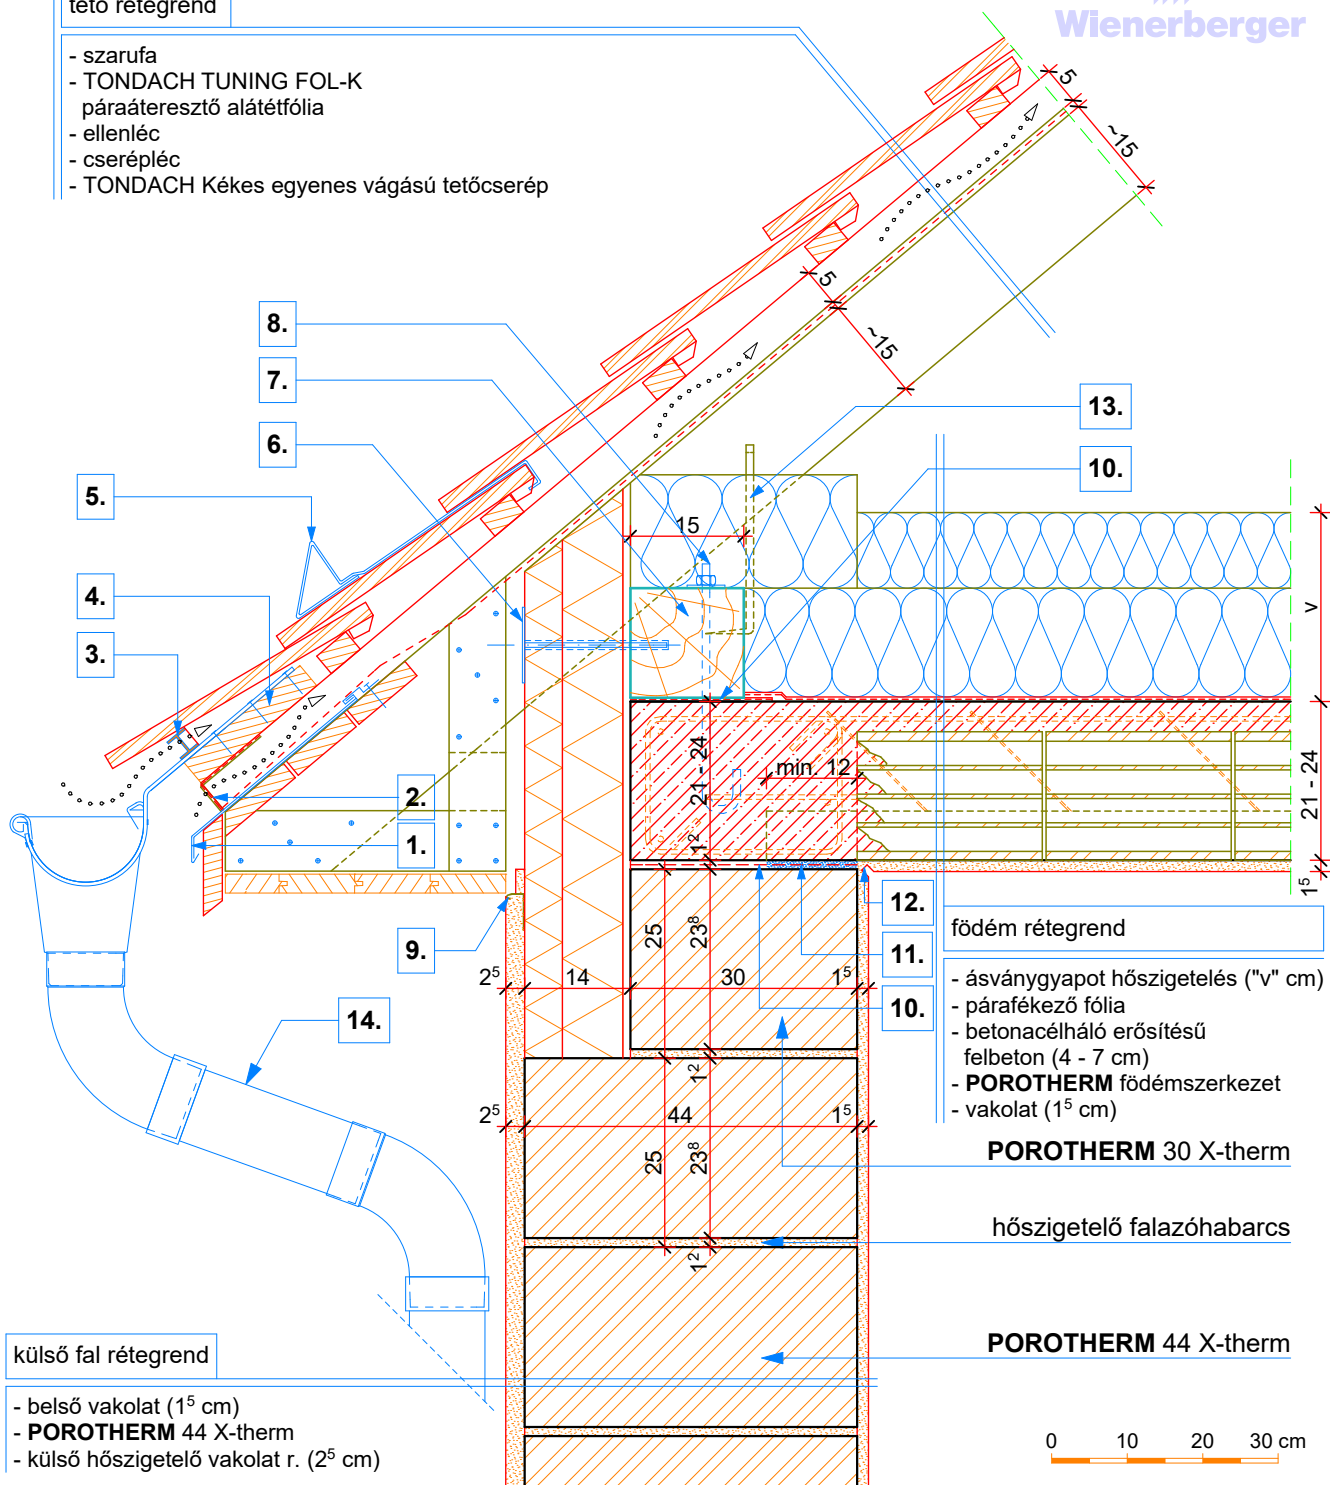 tető rétegrend
Wienerberger
- szarufa
- TONDACH TUNING FOL-K
páraáteresztő alátétfólia
- ellenléc
- cserépléc
- TONDACH Kékes egyenes vágású tetőcserép
5
~15
5
~15
8.
7.
6.
5.
4.
3.
13.
10.
15
v
21 - 24
min. 12
21 - 24
2.
1.
1²
1⁵
9.
12.
11.
10.
födém rétegrend
- ásványgyapot hőszigetelés ("v" cm)
- párafékező fólia
- betonacélháló erősítésű
felbeton (4 - 7 cm)
- POROTHERM födémszerkezet
- vakolat (1⁵ cm)
25
23⁸
2⁵
14
30
1⁵
14.
1²
2⁵
44
1⁵
25
23⁸
1²
POROTHERM 30 X-therm
hőszigetelő falazóhabarcs
POROTHERM 44 X-therm
külső fal rétegrend
- belső vakolat (1⁵ cm)
- POROTHERM 44 X-therm
- külső hőszigetelő vakolat r. (2⁵ cm)
0 10 20 30 cm